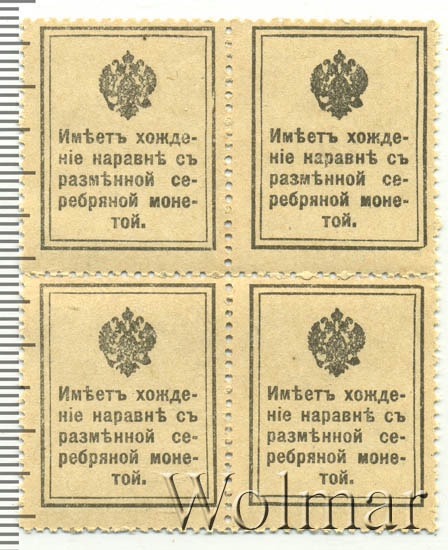 Имѣетъ хожде-
ніе наравнѣ съ
размѣнной се-
ребряной моне-
той.
Имѣетъ хожде-
ніе наравнѣ съ
размѣнной се-
ребряной моне-
той.
Имѣетъ хожде-
ніе наравнѣ съ
размѣнной се-
ребряной моне-
той.
Имѣетъ хожде-
ніе наравнѣ съ
размѣнной се-
ребряной моне-
той.
Wolmar